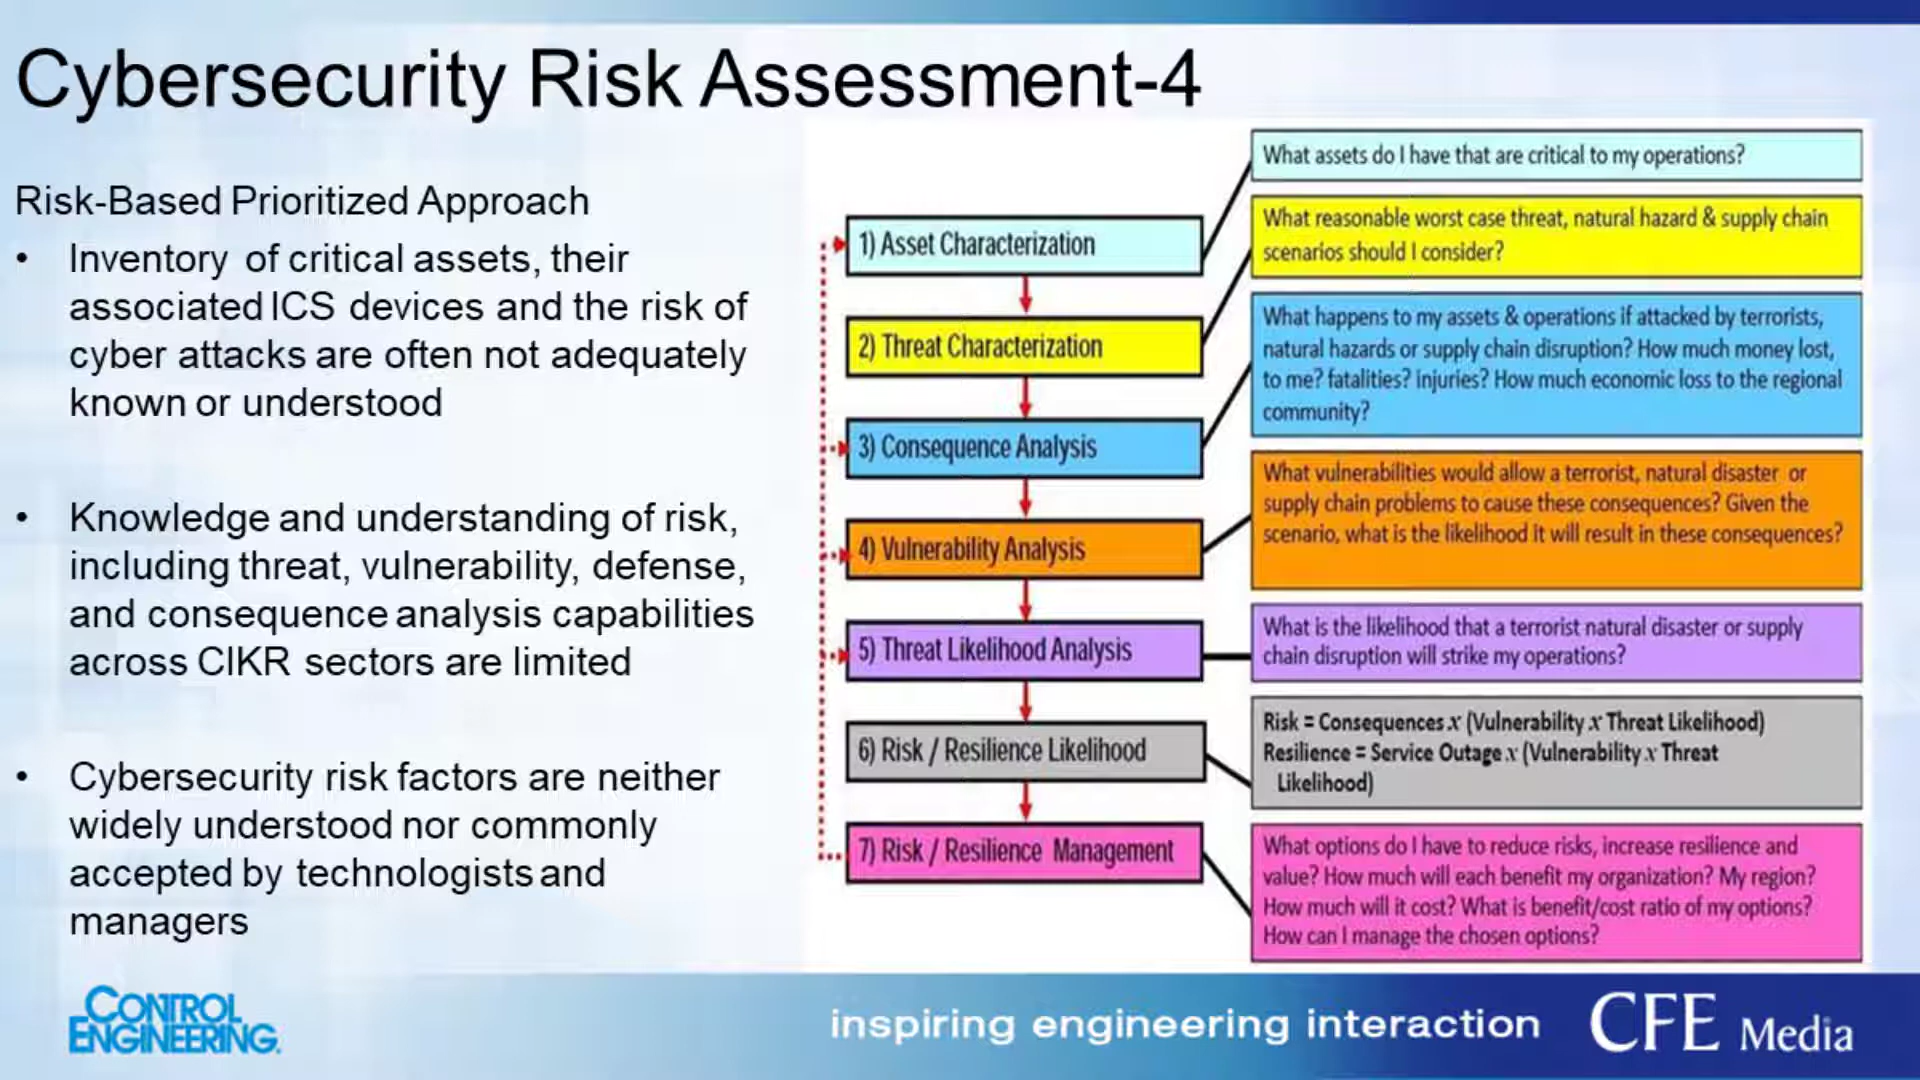 Cybersecurity Risk Assessment-4
Risk-Based Prioritized Approach
• Inventory of critical assets, their
associated ICS devices and the risk of
cyber attacks are often not adequately
known or understood
• Knowledge and understanding of risk,
including threat, vulnerability, defense,
and consequence analysis capabilities
across CIKR sectors are limited
• Cybersecurity risk factors are neither
widely understood nor commonly
accepted by technologists and
managers
1) Asset Characterization
2) Threat Characterization
3) Consequence Analysis
4) Vulnerability Analysis
5) Threat Likelihood Analysis
6) Risk / Resilience Likelihood
7) Risk / Resilience Management
What assets do I have that are critical to my operations?
What reasonable worst case threat, natural hazard & supply chain
scenarios should I consider?
What happens to my assets & operations if attacked by terrorists,
natural hazards or supply chain disruption? How much money lost,
to me? fatalities? injuries? How much economic loss to the regional
community?
What vulnerabilities would allow a terrorist, natural disaster or
supply chain problems to cause these consequences? Given the
scenario, what is the likelihood it will result in these consequences?
What is the likelihood that a terrorist natural disaster or supply
chain disruption will strike my operations?
Risk = Consequences x (Vulnerability x Threat Likelihood)
Resilience = Service Outage x (Vulnerability x Threat
Likelihood)
What options do I have to reduce risks, increase resilience and
value? How much will each benefit my organization? My region?
How much will it cost? What is benefit/cost ratio of my options?
How can I manage the chosen options?
CONTROL
ENGINEERING.
inspiring engineering interaction
CFE Media